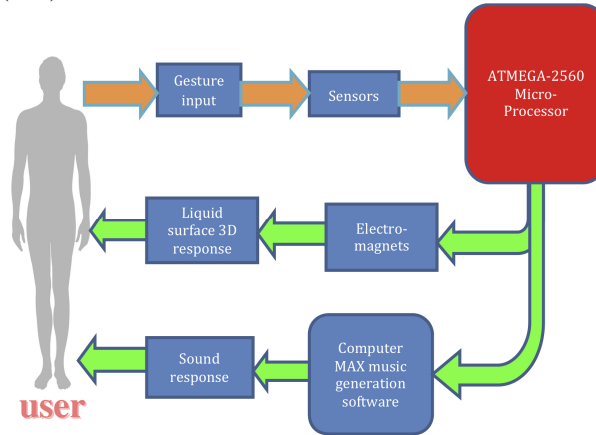 Gesture
input
Sensors
ATMEGA-2560
Micro-
Processor
Liquid
surface 3D
response
Electro-
magnets
Sound
response
Computer
MAX music
generation
software
user